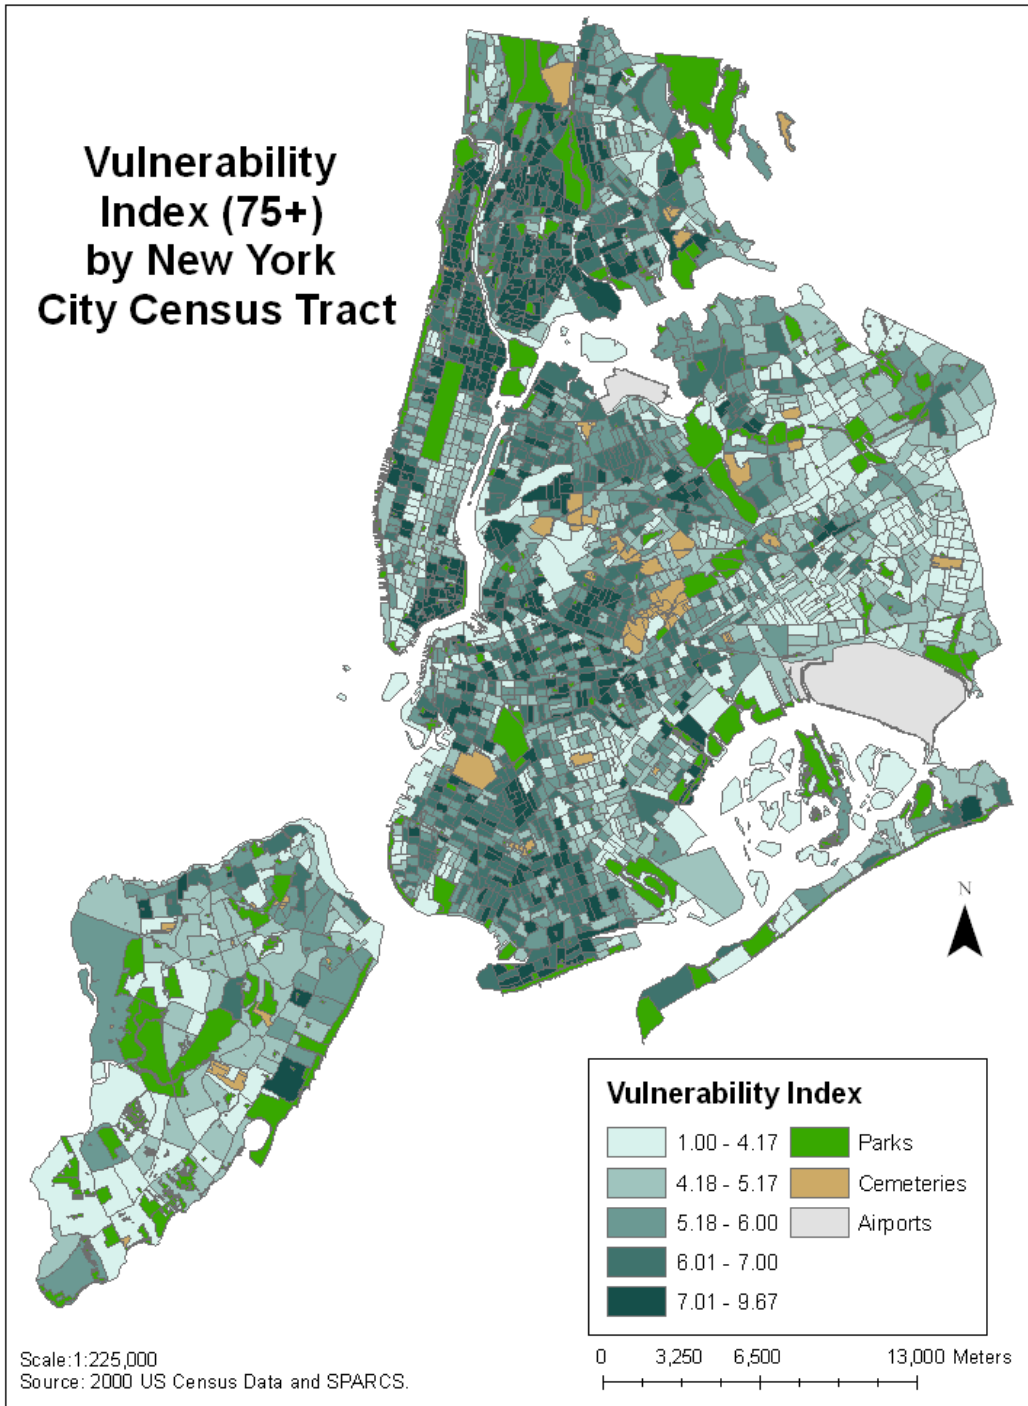 Vulnerability
Index (75+)
by New York
City Census Tract
N
Vulnerability Index
1.00 - 4.17
Parks
4.18 - 5.17
Cemeteries
5.18 - 6.00
Airports
6.01 - 7.00
7.01 - 9.67
Scale:1:225,000
Source: 2000 US Census Data and SPARCS.
0 3,250 6,500 13,000 Meters